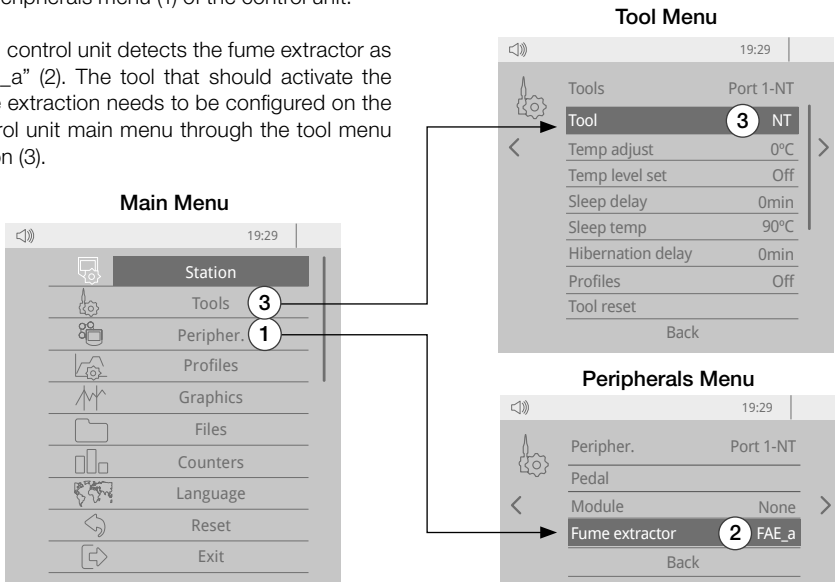 peripherals menu (1) of the control unit.
control unit detects the fume extractor as
_a” (2). The tool that should activate the
extraction needs to be configured on the
unit main menu through the tool menu
(3).
Main Menu
19:29
Station
Tools 3
Peripher. 1
Profiles
Graphics
Files
Counters
Language
Reset
Exit
Tool Menu
19:29
Tools Port 1-NT
Tool 3 NT
Temp adjust 0ºC
Temp level set Off
Sleep delay 0min
Sleep temp 90ºC
Hibernation delay 0min
Profiles Off
Tool reset
Back
Peripherals Menu
19:29
Peripher. Port 1-NT
Pedal
Module None
Fume extractor 2 FAE_a
Back